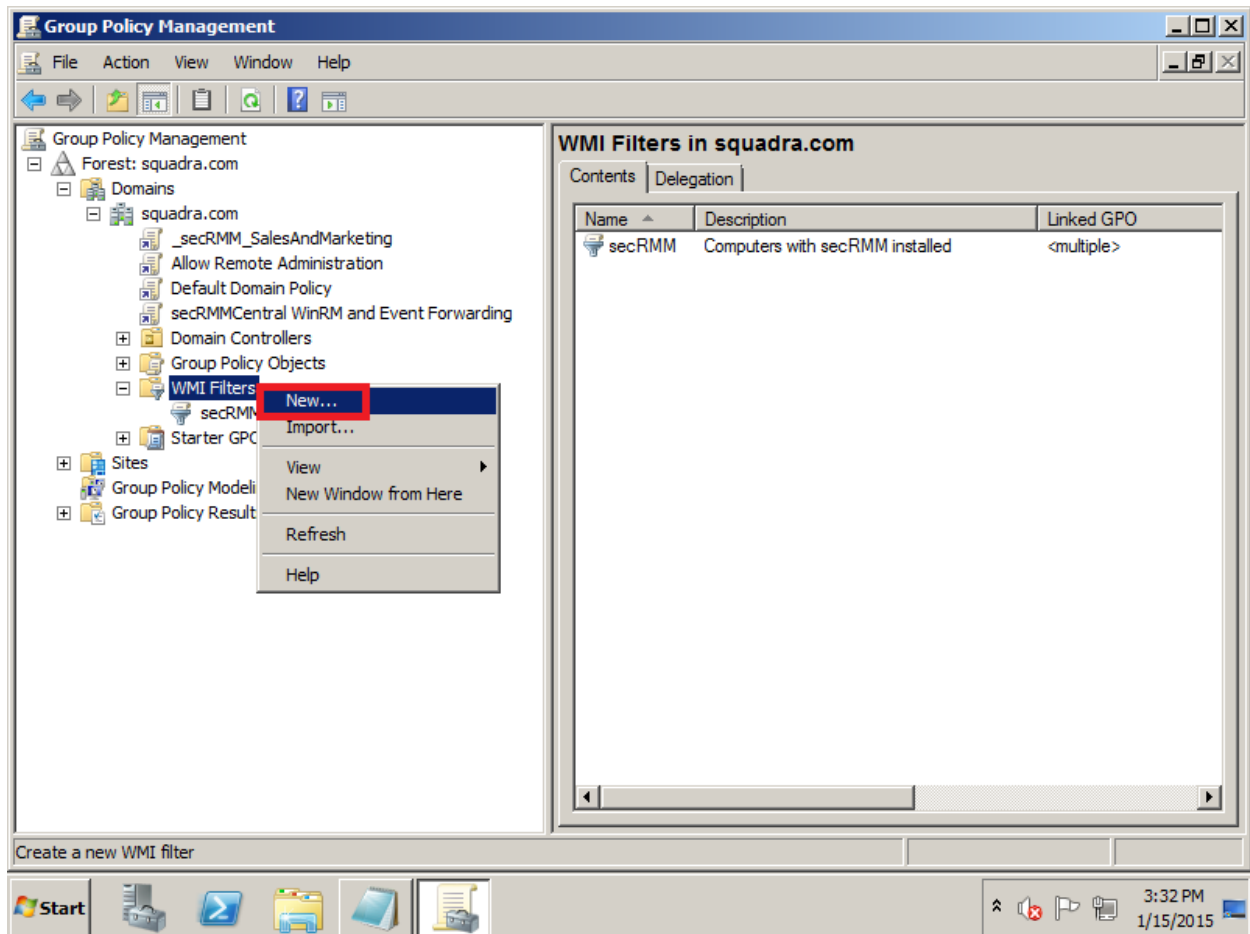 Group Policy Management
File Action View Window Help
Group Policy Management
Forest: squadra.com
Domains
squadra.com
_secRMM_SalesAndMarketing
Allow Remote Administration
Default Domain Policy
secRMMCentral WinRM and Event Forwarding
Domain Controllers
Group Policy Objects
WMI Filters
secRMM
Starter GPO
Sites
Group Policy Modeli
Group Policy Result
New...
Import...
View
New Window from Here
Refresh
Help
WMI Filters in squadra.com
Contents Delegation
Name Description Linked GPO
secRMM Computers with secRMM installed <multiple>
Create a new WMI filter
Start
3:32 PM
1/15/2015